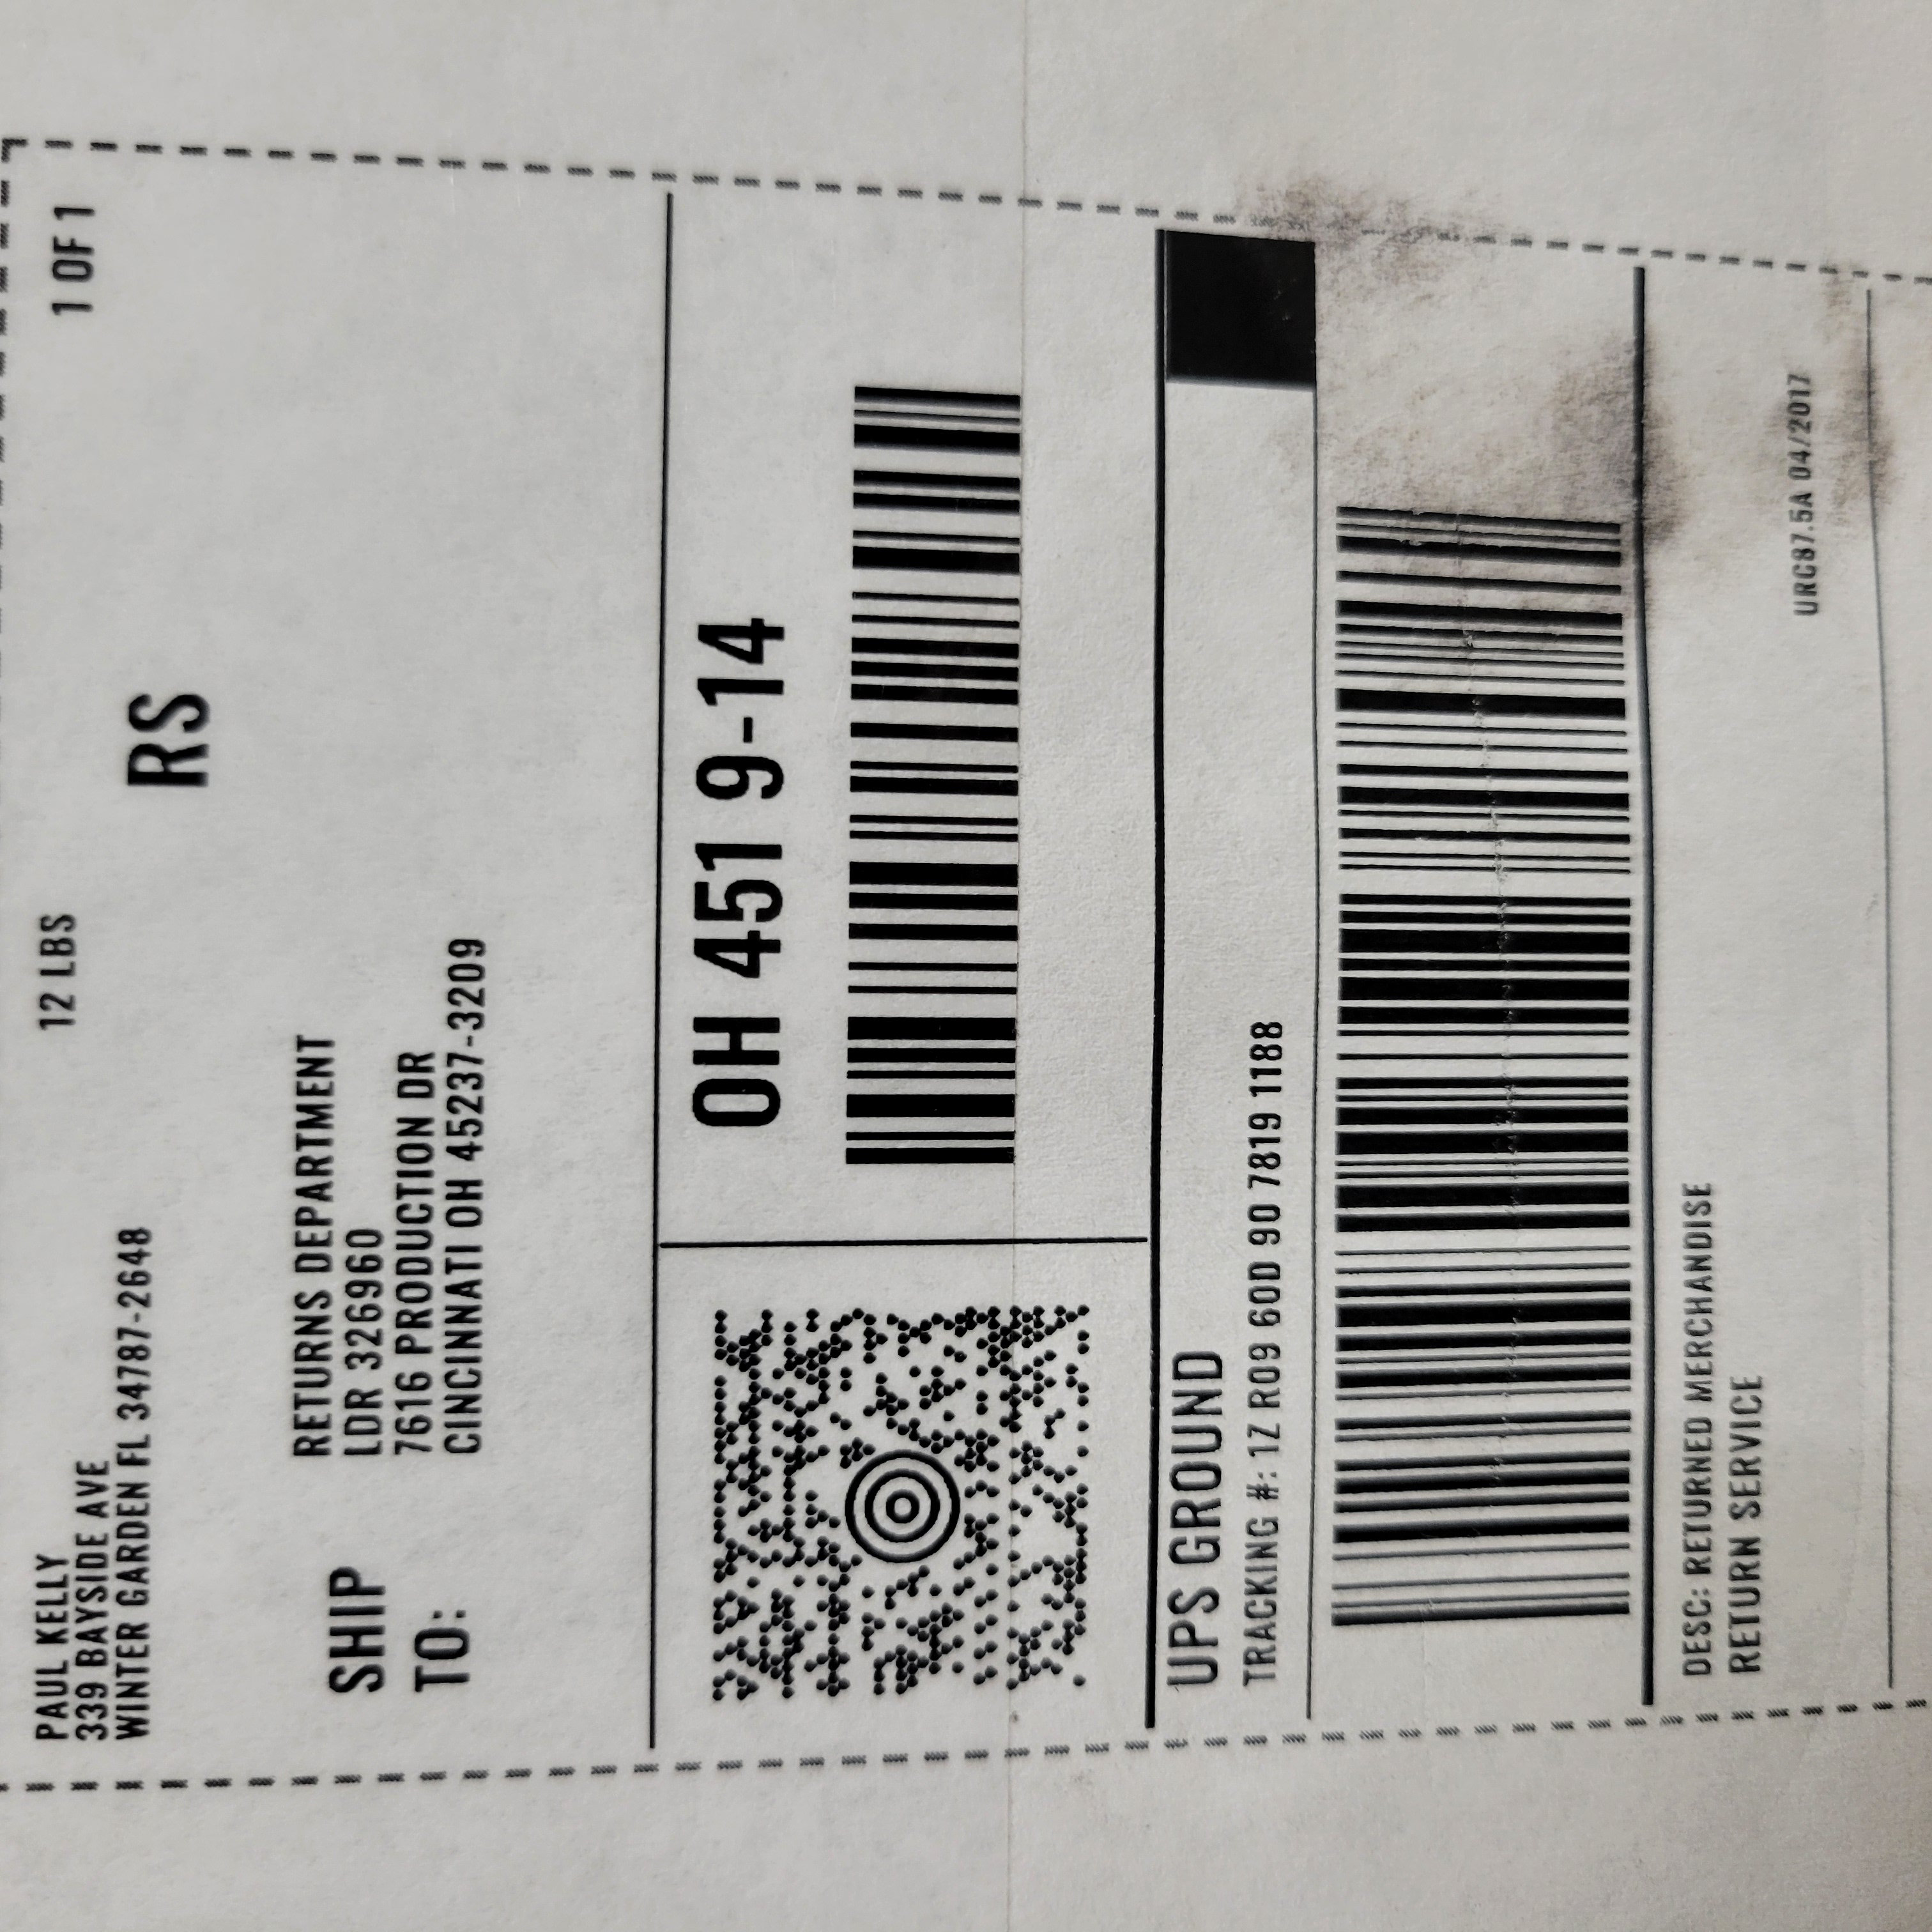 PAUL KELLY
339 BAYSIDE AVE
WINTER GARDEN FL 34787-2648
12 LBS
1 OF 1
RS
SHIP
TO:
RETURNS DEPARTMENT
LDR 326960
7616 PRODUCTION DR
CINCINNATI OH 45237-3209
OH 451 9-14
UPS GROUND
TRACKING #: 1Z R09 60D 90 7819 1188
DESC: RETURNED MERCHANDISE
RETURN SERVICE
URC87.5A 04/2017